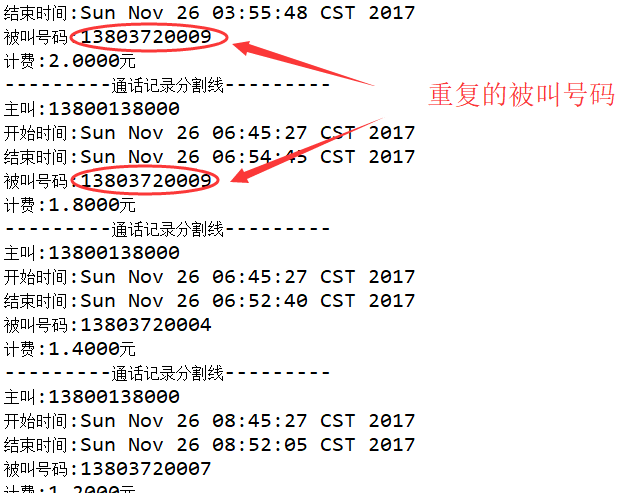 结束时间:Sun Nov 26 03:55:48 CST 2017
被叫号码:13803720009
计费:2.0000元
---------通话记录分割线---------
主叫:13800138000
开始时间:Sun Nov 26 06:45:27 CST 2017
结束时间:Sun Nov 26 06:54:45 CST 2017
被叫号码:13803720009
计费:1.8000元
---------通话记录分割线---------
主叫:13800138000
开始时间:Sun Nov 26 06:45:27 CST 2017
结束时间:Sun Nov 26 06:52:40 CST 2017
被叫号码:13803720004
计费:1.4000元
---------通话记录分割线---------
主叫:13800138000
开始时间:Sun Nov 26 08:45:27 CST 2017
结束时间:Sun Nov 26 08:52:05 CST 2017
被叫号码:13803720007
计费:1.2000元
重复的被叫号码